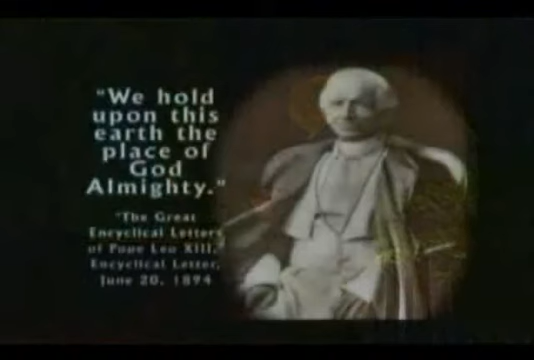 "We hold
upon this
earth the
place of
God
Almighty."
"The Great
Encyclical Letters
of Pope Leo XIII,"
Encyclical Letter,
June 20, 1894